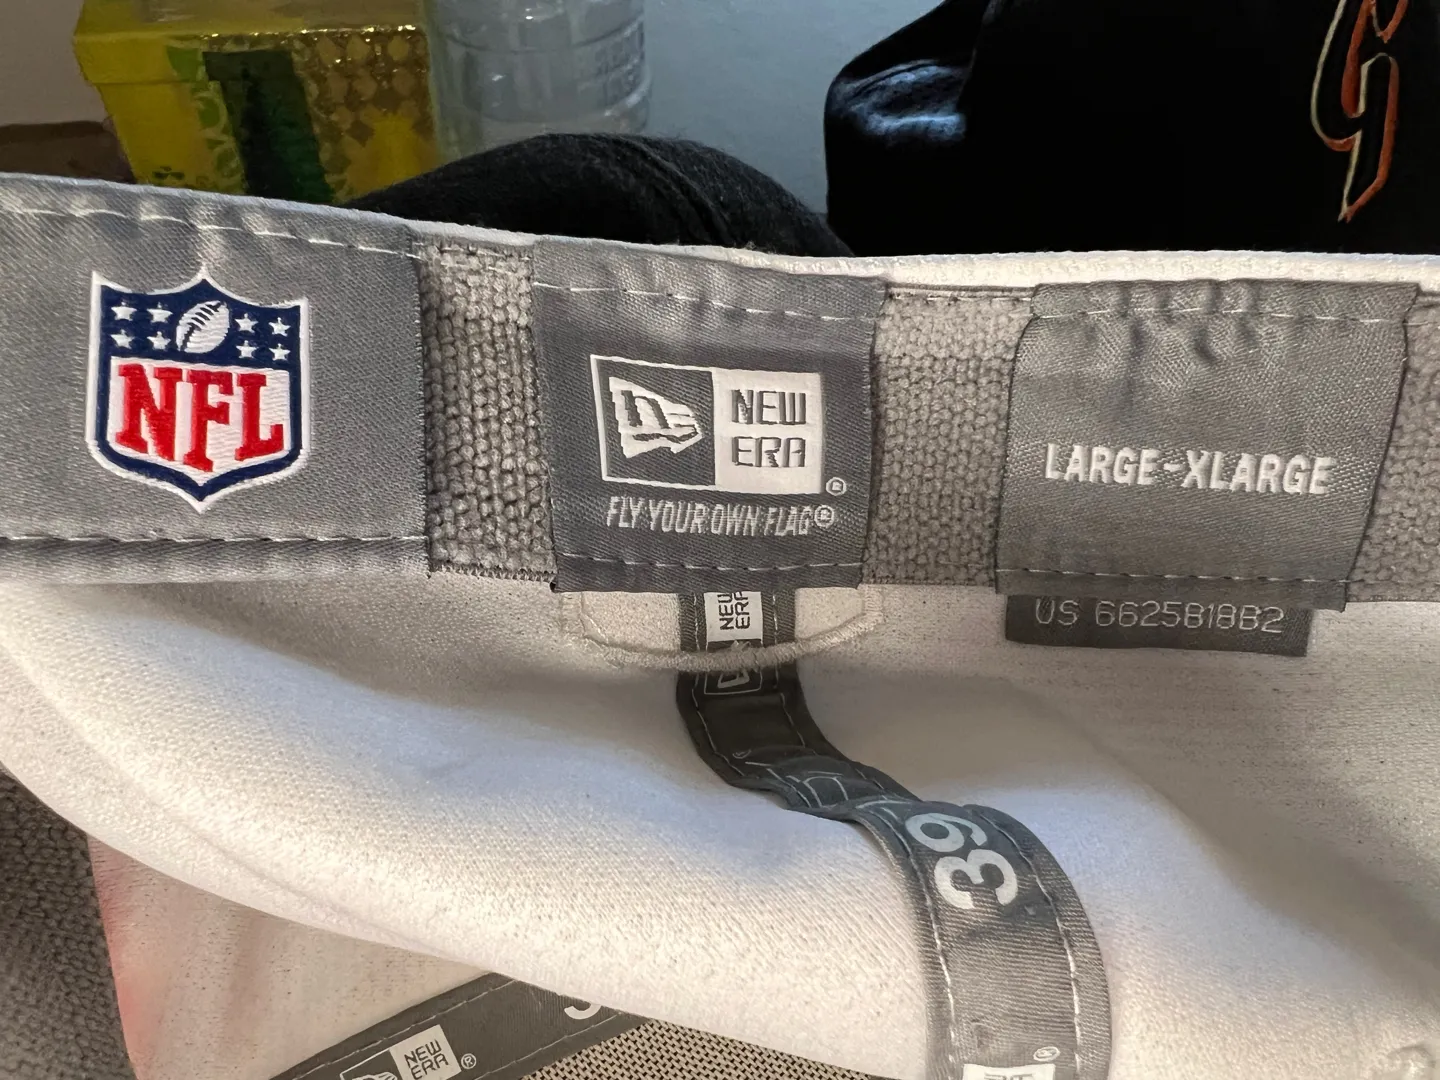 NFL
NEW
ERA
®
FLY YOUR OWN FLAG®
LARGE-XLARGE
US 6625B18B2
NEW
ERA
39
NEW
ERA
®